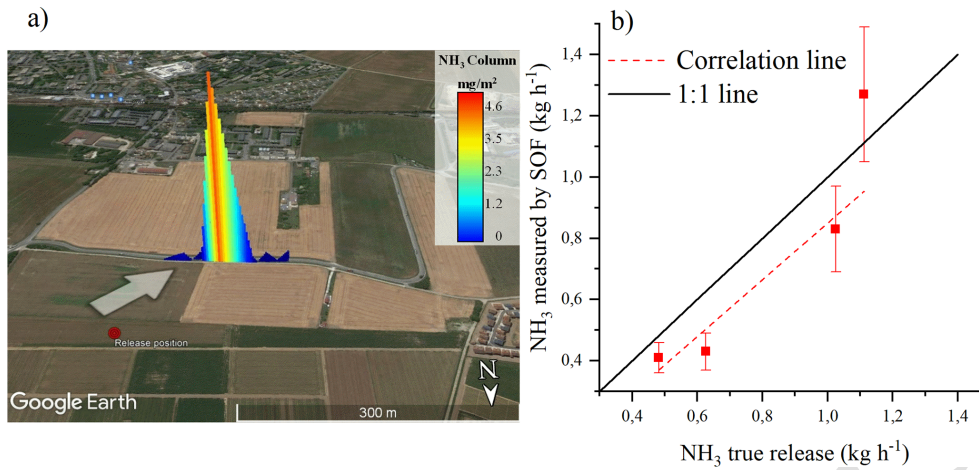 a)
NH₃ Column
mg/m²
4.6
3.5
2.3
1.2
0
Release position
N
Google Earth
300 m
b)
NH₃ measured by SOF (kg h⁻¹)
1,4
1,2
1,0
0,8
0,6
0,4
Correlation line
1:1 line
0,4 0,6 0,8 1,0 1,2 1,4
NH₃ true release (kg h⁻¹)